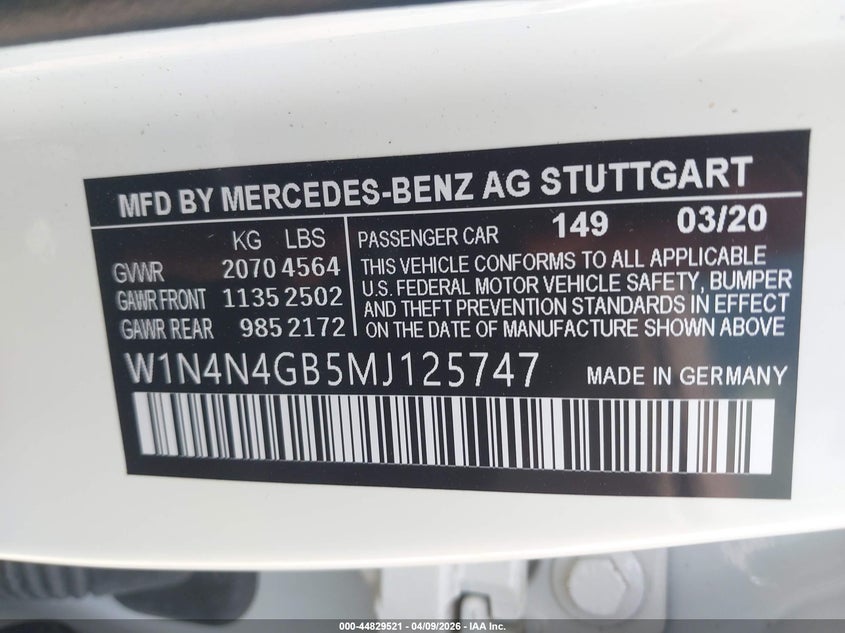 MFD BY MERCEDES-BENZ AG STUTTGART
KG LBS
PASSENGER CAR 149 03/20
GVWR 2070 4564
GAWR FRONT 1135 2502
GAWR REAR 985 2172
THIS VEHICLE CONFORMS TO ALL APPLICABLE
U.S. FEDERAL MOTOR VEHICLE SAFETY, BUMPER
AND THEFT PREVENTION STANDARDS IN EFFECT
ON THE DATE OF MANUFACTURE SHOWN ABOVE
W1N4N4GB5MJ125747 MADE IN GERMANY
000-44829521 | 04/09/2026 - IAA Inc.